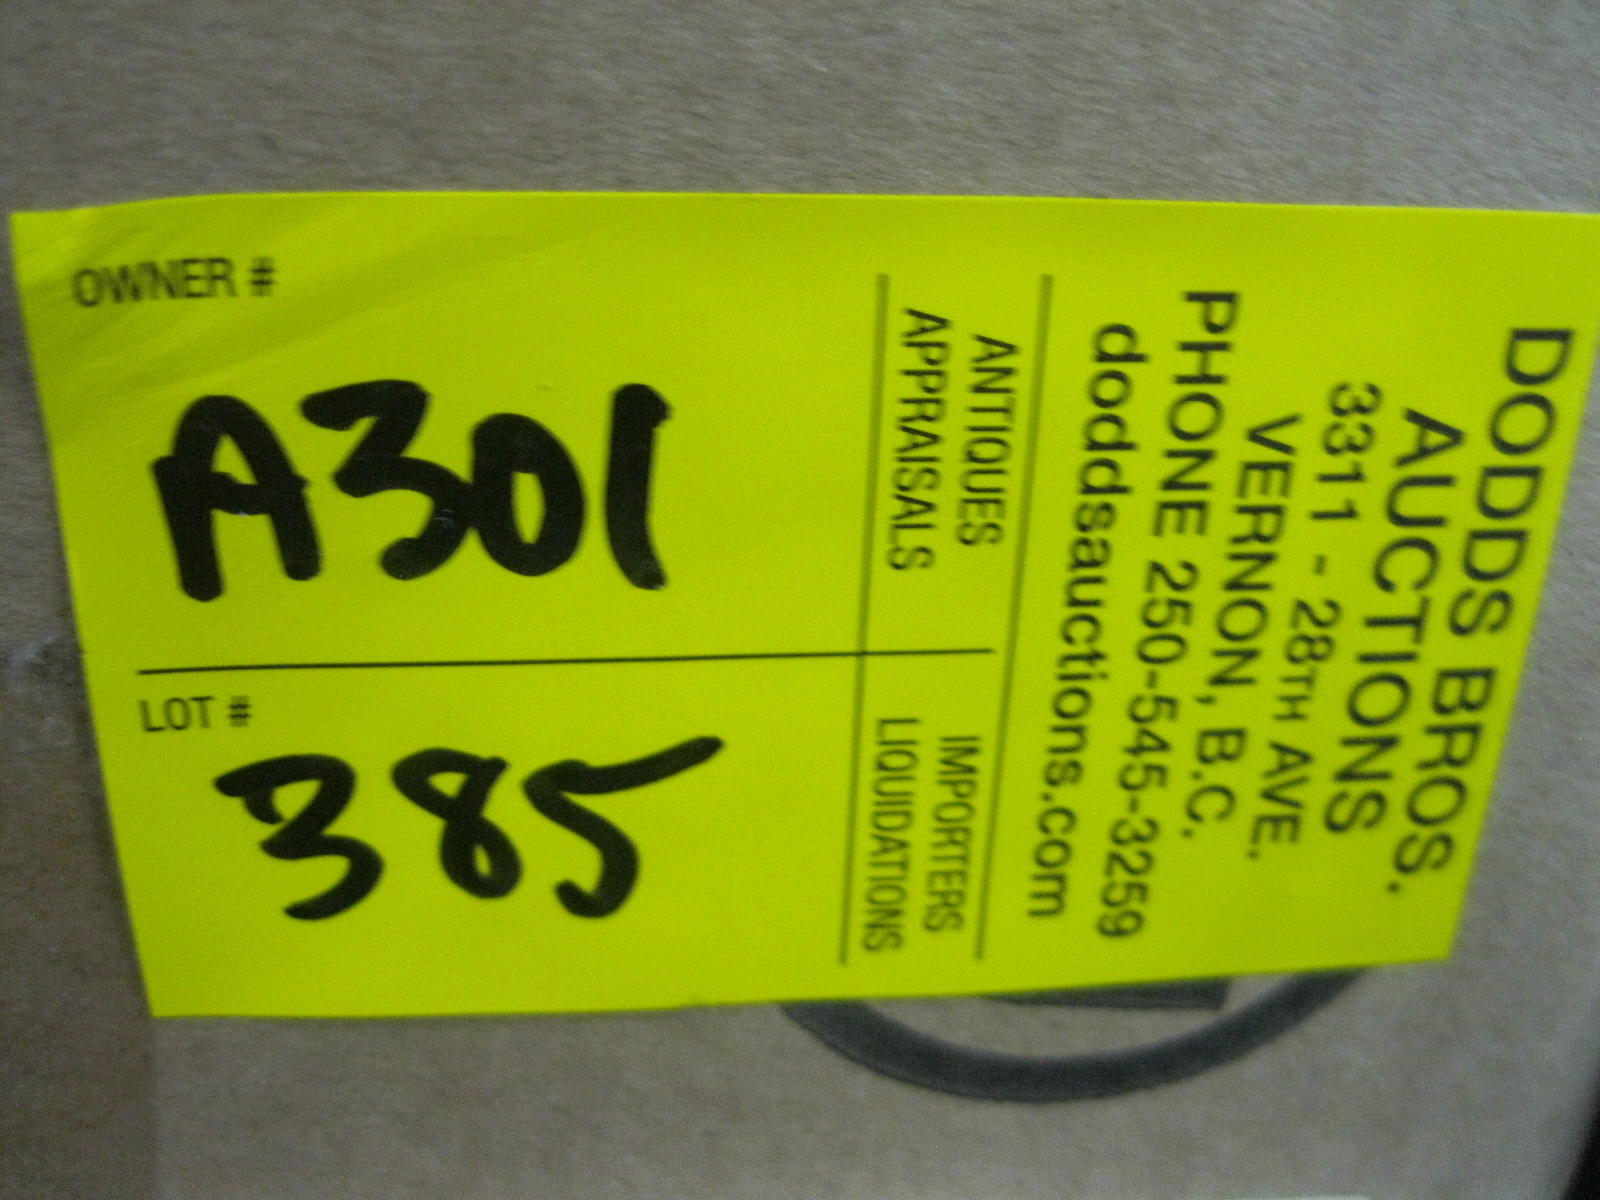 DODDS BROS.
AUCTIONS
3311 - 28TH AVE.
VERNON, B.C.
PHONE 250-545-3259
doddsauctions.com
ANTIQUES
APPRAISALS
IMPORTERS
LIQUIDATIONS
OWNER #
A301
LOT #
385